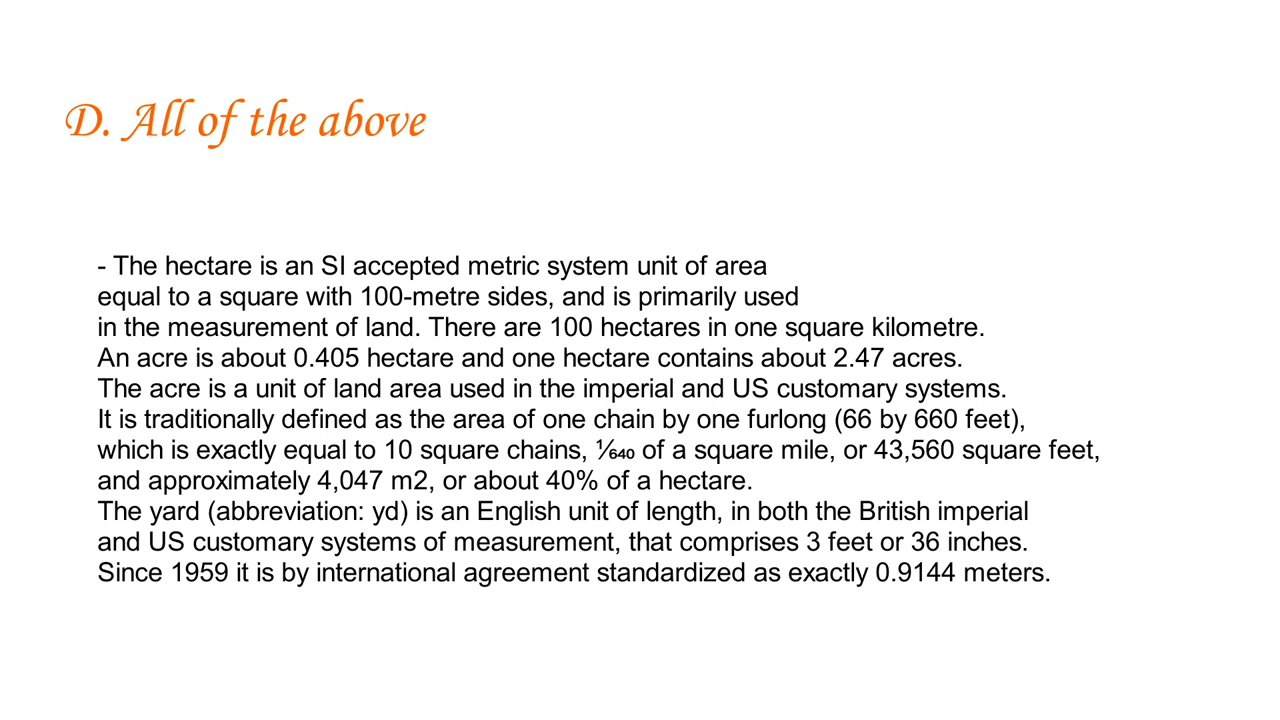 D. All of the above
- The hectare is an SI accepted metric system unit of area
equal to a square with 100-metre sides, and is primarily used
in the measurement of land. There are 100 hectares in one square kilometre.
An acre is about 0.405 hectare and one hectare contains about 2.47 acres.
The acre is a unit of land area used in the imperial and US customary systems.
It is traditionally defined as the area of one chain by one furlong (66 by 660 feet),
which is exactly equal to 10 square chains, ⅟₆₄₀ of a square mile, or 43,560 square feet,
and approximately 4,047 m2, or about 40% of a hectare.
The yard (abbreviation: yd) is an English unit of length, in both the British imperial
and US customary systems of measurement, that comprises 3 feet or 36 inches.
Since 1959 it is by international agreement standardized as exactly 0.9144 meters.